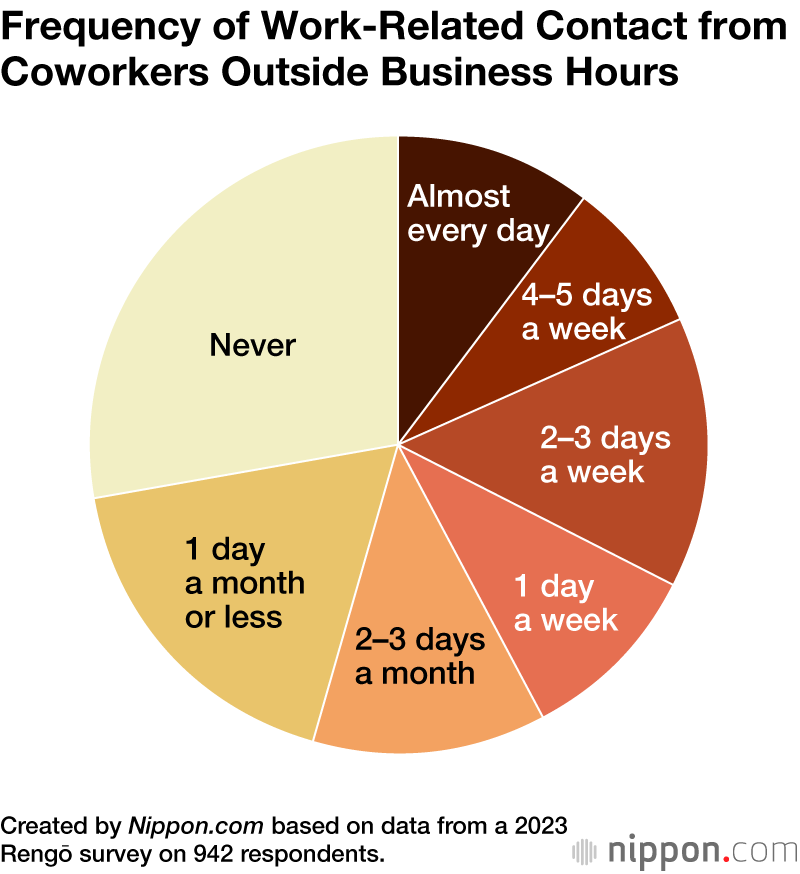 Frequency of Work-Related Contact from
Coworkers Outside Business Hours
Almost
every day
4–5 days
a week
2–3 days
a week
1 day
a week
2–3 days
a month
1 day
a month
or less
Never
Created by Nippon.com based on data from a 2023
Rengō survey on 942 respondents.
nippon.com